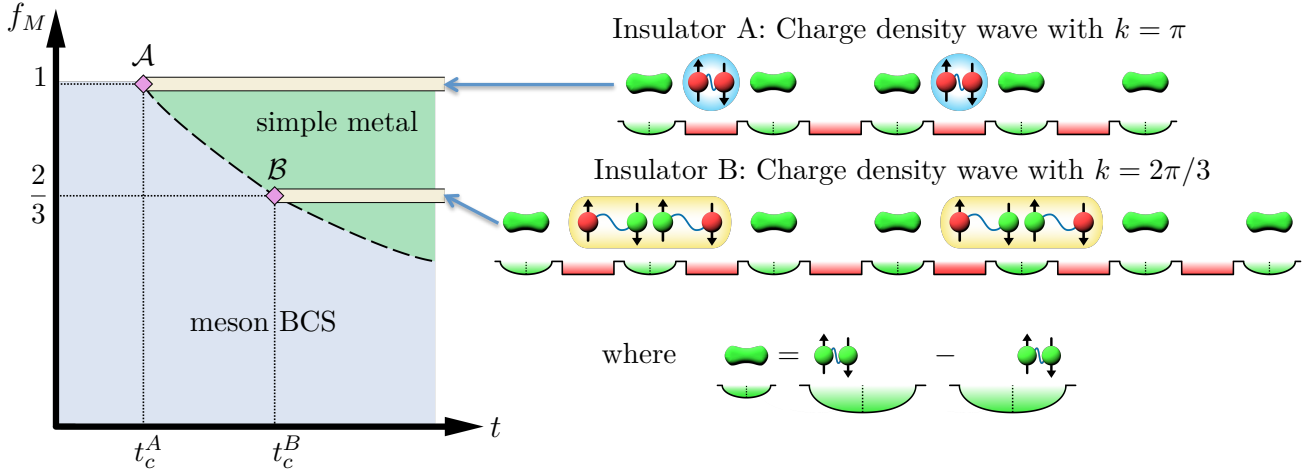 f_M
𝒜
1
simple metal
ℬ
2
3
meson BCS
t_c^A
t_c^B
t
Insulator A: Charge density wave with k = π
Insulator B: Charge density wave with k = 2π/3
where = −